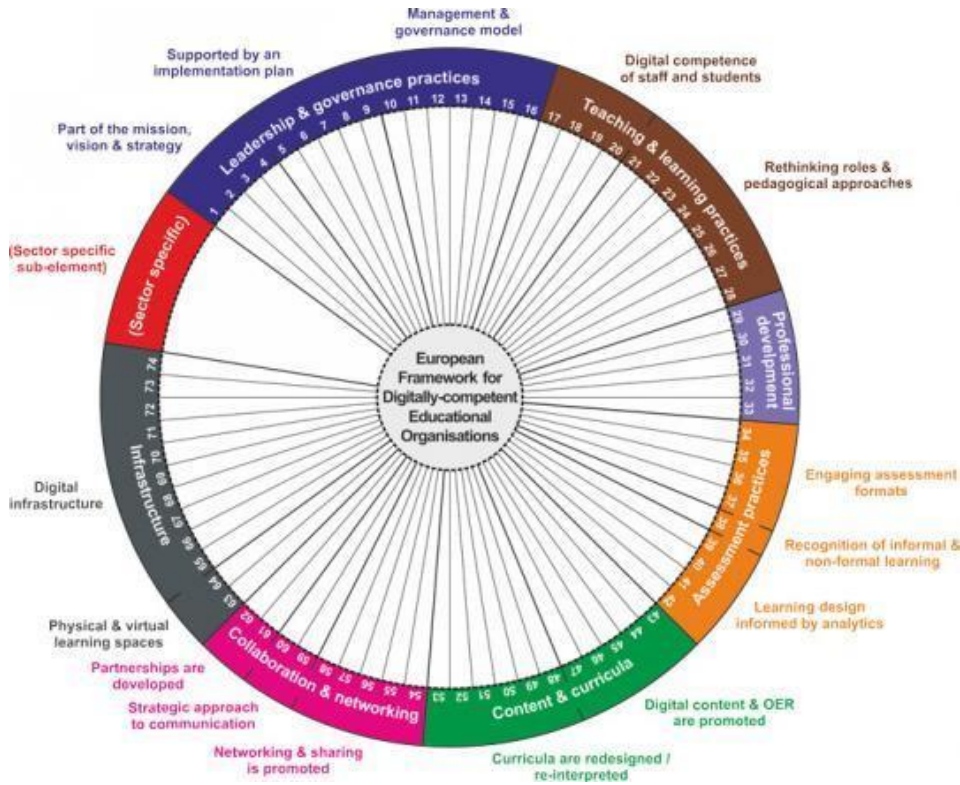 Management &
governance model
Supported by an
implementation plan
Part of the mission,
vision & strategy
(Sector specific
sub-element)
Digital competence
of staff and students
Rethinking roles &
pedagogical approaches
Engaging assessment
formats
Recognition of informal &
non-formal learning
Learning design
informed by analytics
Digital content & OER
are promoted
Curricula are redesigned /
re-interpreted
Networking & sharing
is promoted
Strategic approach
to communication
Partnerships are
developed
Physical & virtual
learning spaces
Digital
infrastructure
Leadership & governance practices
1 2 3 4 5 6 7 8 9 10 11 12 13 14 15 16
Teaching & learning practices
17 18 19 20 21 22 23 24 25 26 27 28
Professional
develpment
29 30 31 32 33
Assessment practices
34 35 36 37 38 39 40 41 42
Content & curricula
43 44 45 46 47 48 49 50 51 52 53
Collaboration & networking
54 55 56 57 58 59 60 61 62
Infrastructure
63 64 65 66 67 68 69 70 71 72 73 74
(Sector specific)
European
Framework for
Digitally-competent
Educational
Organisations